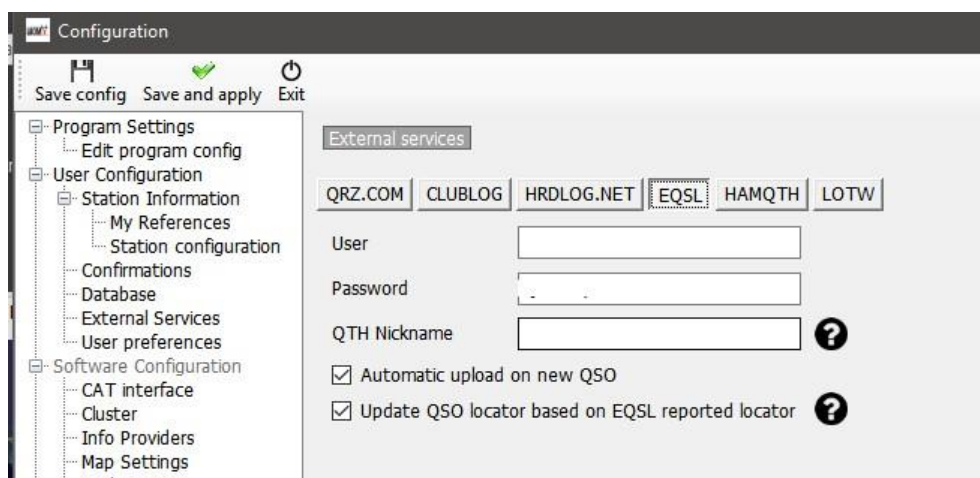 Configuration
Save config Save and apply Exit
Program Settings
Edit program config
User Configuration
Station Information
My References
Station configuration
Confirmations
Database
External Services
User preferences
Software Configuration
CAT interface
Cluster
Info Providers
Map Settings
External services
QRZ.COM CLUBLOG HRDLOG.NET EQSL HAMQTH LOTW
User
Password
QTH Nickname ?
Automatic upload on new QSO
Update QSO locator based on EQSL reported locator ?